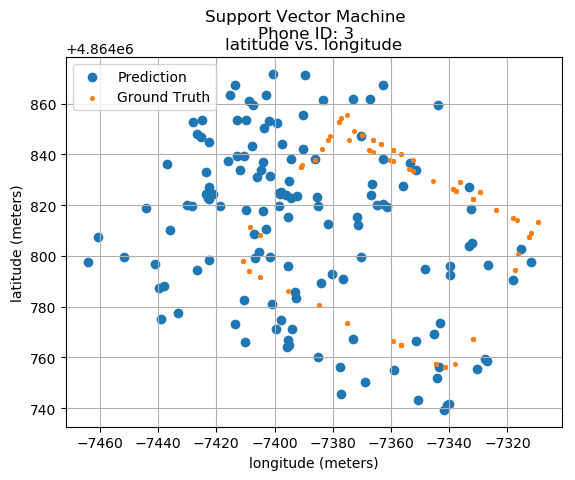 Support Vector Machine
Phone ID: 3
latitude vs. longitude
+4.864e6
Prediction
Ground Truth
860
840
820
800
780
760
740
latitude (meters)
−7460 −7440 −7420 −7400 −7380 −7360 −7340 −7320
longitude (meters)